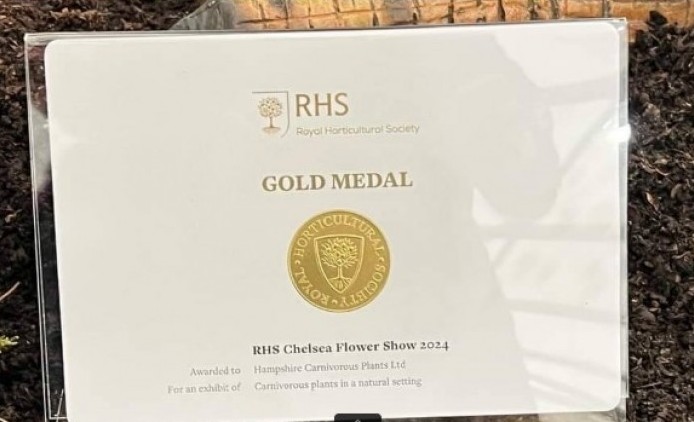 RHS
Royal Horticultural Society
GOLD MEDAL
ROYAL · HORTICULTURAL · SOCIETY ·
RHS Chelsea Flower Show 2024
Awarded to Hampshire Carnivorous Plants Ltd
For an exhibit of Carnivorous plants in a natural setting